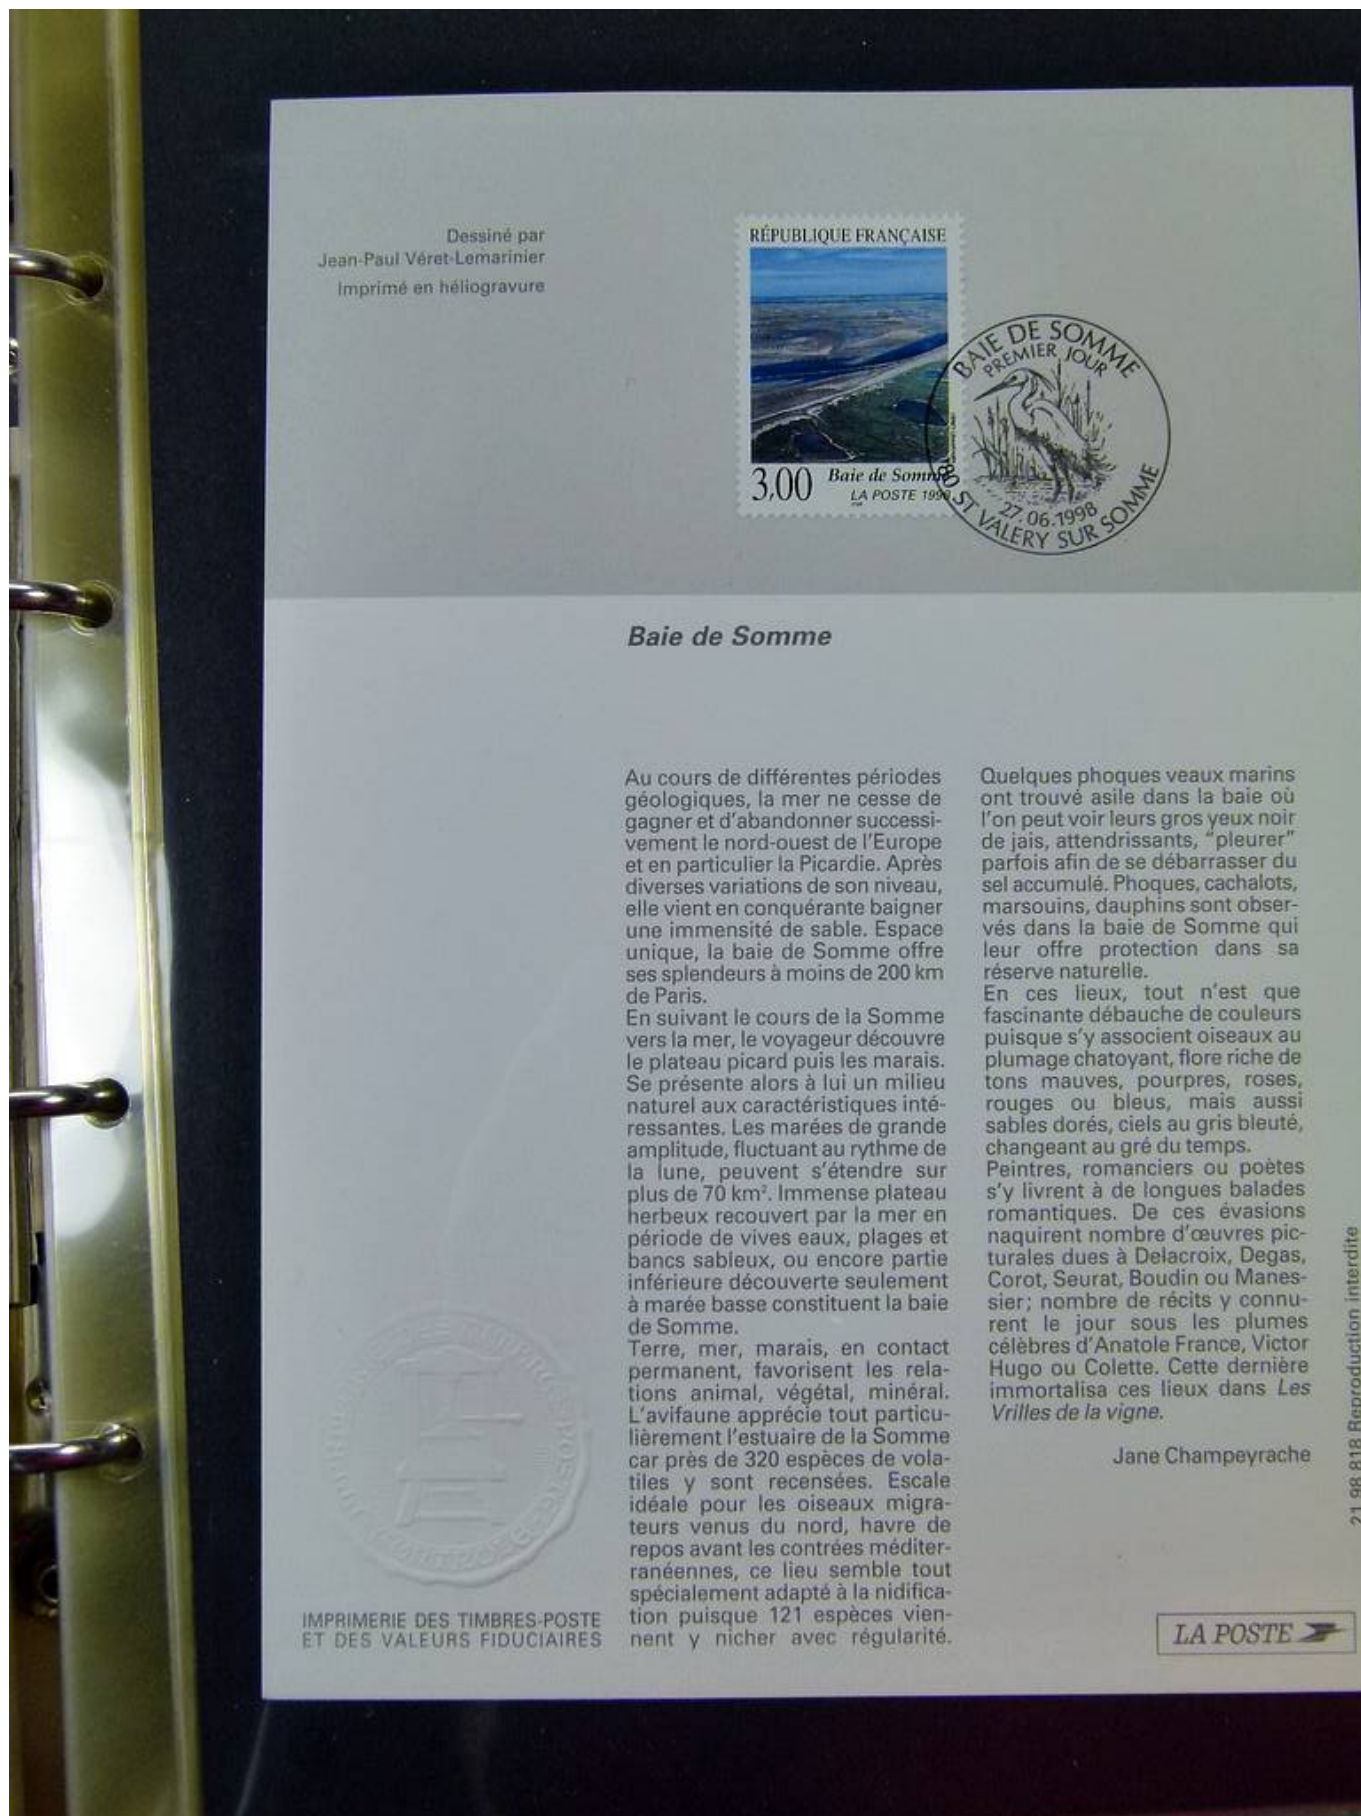 Dessiné par
Jean-Paul Véret-Lemarinier
Imprimé en héliogravure
RÉPUBLIQUE FRANÇAISE
3,00 Baie de Somme
LA POSTE 1998
BAIE DE SOMME
PREMIER JOUR
27.06.1998
80 ST VALERY SUR SOMME
Baie de Somme
Au cours de différentes périodes
géologiques, la mer ne cesse de
gagner et d'abandonner successi-
vement le nord-ouest de l'Europe
et en particulier la Picardie. Après
diverses variations de son niveau,
elle vient en conquérante baigner
une immensité de sable. Espace
unique, la baie de Somme offre
ses splendeurs à moins de 200 km
de Paris.
En suivant le cours de la Somme
vers la mer, le voyageur découvre
le plateau picard puis les marais.
Se présente alors à lui un milieu
naturel aux caractéristiques inté-
ressantes. Les marées de grande
amplitude, fluctuant au rythme de
la lune, peuvent s'étendre sur
plus de 70 km². Immense plateau
herbeux recouvert par la mer en
période de vives eaux, plages et
bancs sableux, ou encore partie
inférieure découverte seulement
à marée basse constituent la baie
de Somme.
Terre, mer, marais, en contact
permanent, favorisent les rela-
tions animal, végétal, minéral.
L'avifaune apprécie tout particu-
lièrement l'estuaire de la Somme
car près de 320 espèces de vola-
tiles y sont recensées. Escale
idéale pour les oiseaux migra-
teurs venus du nord, havre de
repos avant les contrées méditer-
ranéennes, ce lieu semble tout
spécialement adapté à la nidifica-
tion puisque 121 espèces vien-
nent y nicher avec régularité.
Quelques phoques veaux marins
ont trouvé asile dans la baie où
l'on peut voir leurs gros yeux noir
de jais, attendrissants, "pleurer"
parfois afin de se débarrasser du
sel accumulé. Phoques, cachalots,
marsouins, dauphins sont obser-
vés dans la baie de Somme qui
leur offre protection dans sa
réserve naturelle.
En ces lieux, tout n'est que
fascinante débauche de couleurs
puisque s'y associent oiseaux au
plumage chatoyant, flore riche de
tons mauves, pourpres, roses,
rouges ou bleus, mais aussi
sables dorés, ciels au gris bleuté,
changeant au gré du temps.
Peintres, romanciers ou poètes
s'y livrent à de longues balades
romantiques. De ces évasions
naquirent nombre d'œuvres pic-
turales dues à Delacroix, Degas,
Corot, Seurat, Boudin ou Manes-
sier; nombre de récits y connu-
rent le jour sous les plumes
célèbres d'Anatole France, Victor
Hugo ou Colette. Cette dernière
immortalisa ces lieux dans Les
Vrilles de la vigne.
Jane Champeyrache
21 98 818 Reproduction interdite
IMPRIMERIE DES TIMBRES-POSTE
ET DES VALEURS FIDUCIAIRES
LA POSTE